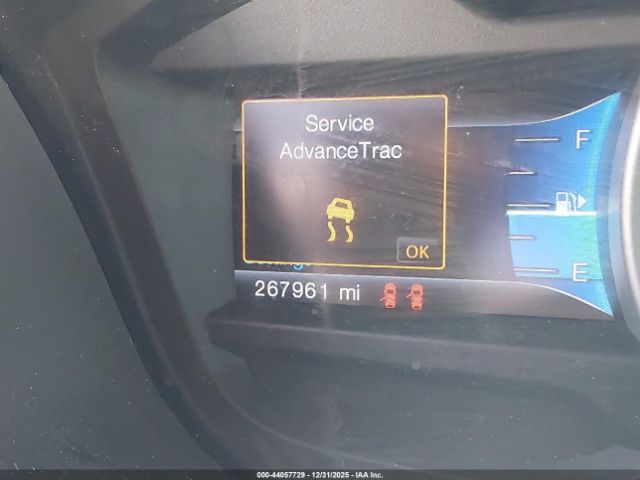 Service
AdvanceTrac
OK
F
E
267961 mi
000-44057729 - 12/31/2025 - IAA Inc.